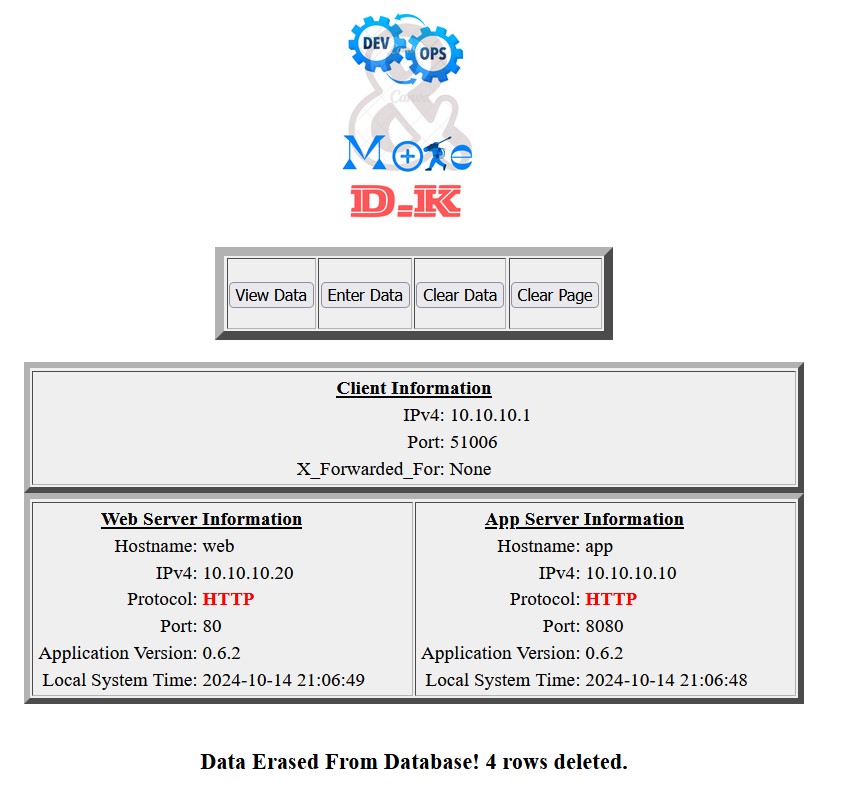 DEV
OPS
&
Canva
More
D.K
View Data Enter Data Clear Data Clear Page
Client Information
IPv4: 10.10.10.1
Port: 51006
X_Forwarded_For: None
Web Server Information
Hostname: web
IPv4: 10.10.10.20
Protocol: HTTP
Port: 80
Application Version: 0.6.2
Local System Time: 2024-10-14 21:06:49
App Server Information
Hostname: app
IPv4: 10.10.10.10
Protocol: HTTP
Port: 8080
Application Version: 0.6.2
Local System Time: 2024-10-14 21:06:48
Data Erased From Database! 4 rows deleted.